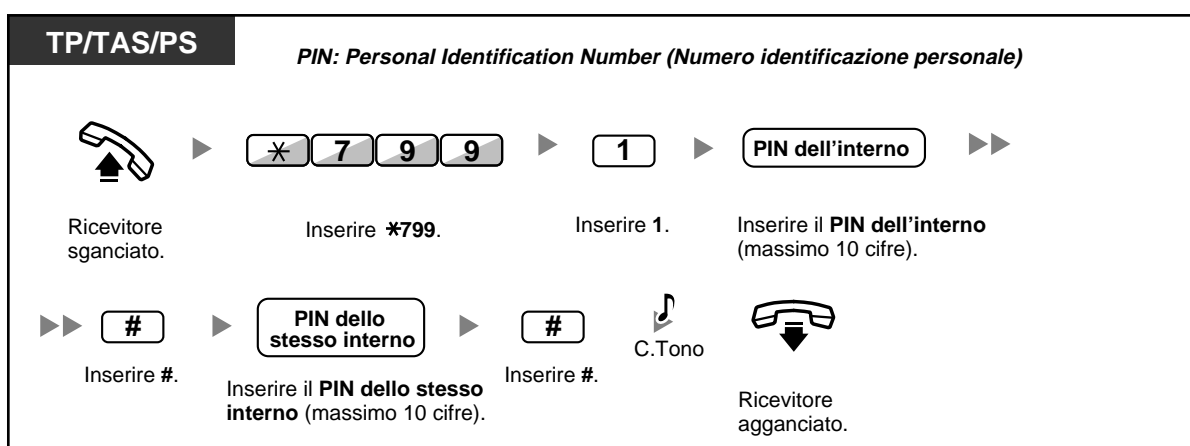 TP/TAS/PS
PIN: Personal Identification Number (Numero identificazione personale)
* 7 9 9
1
PIN dell'interno
Ricevitore
sganciato.
Inserire *799.
Inserire 1.
Inserire il PIN dell'interno
(massimo 10 cifre).
#
PIN dello
stesso interno
#
C.Tono
Inserire #.
Inserire il PIN dello stesso
interno (massimo 10 cifre).
Inserire #.
Ricevitore
agganciato.